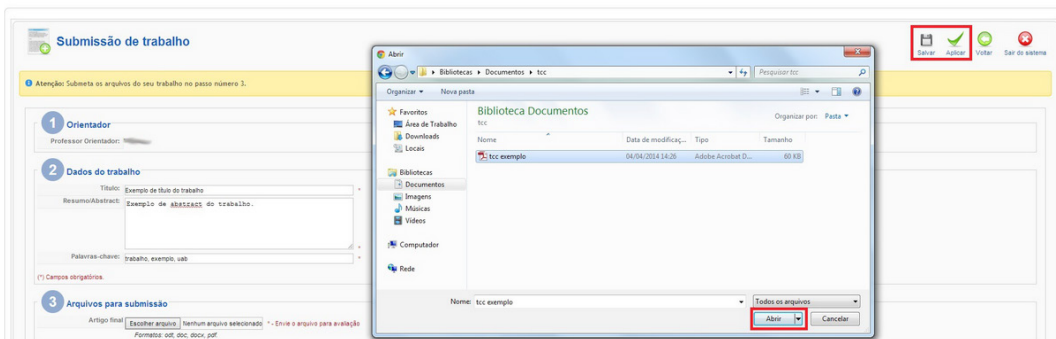 Submissão de trabalho
Salvar Aplicar Voltar Sair do sistema
Atenção: Submeta os arquivos do seu trabalho no passo número 3.
1 Orientador
Professor Orientador:
2 Dados do trabalho
Título: Exemplo de título do trabalho *
Resumo/Abstract: Exemplo de abstract do trabalho. *
Palavras-chave: trabalho, exemplo, uab *
(*) Campos obrigatórios.
3 Arquivos para submissão
Artigo final Escolher arquivo Nenhum arquivo selecionado * - Envie o arquivo para avaliação
Formatos: odt, doc, docx, pdf.
Abrir
Bibliotecas Documentos tcc
Pesquisar tcc
Organizar Nova pasta
Favoritos
Área de Trabalho
Downloads
Locais
Bibliotecas
Documentos
Imagens
Músicas
Vídeos
Computador
Rede
Biblioteca Documentos
tcc
Organizar por: Pasta
Nome Data de modificaç... Tipo Tamanho
tcc exemplo 04/04/2014 14:26 Adobe Acrobat D... 60 KB
Nome: tcc exemplo Todos os arquivos
Abrir Cancelar